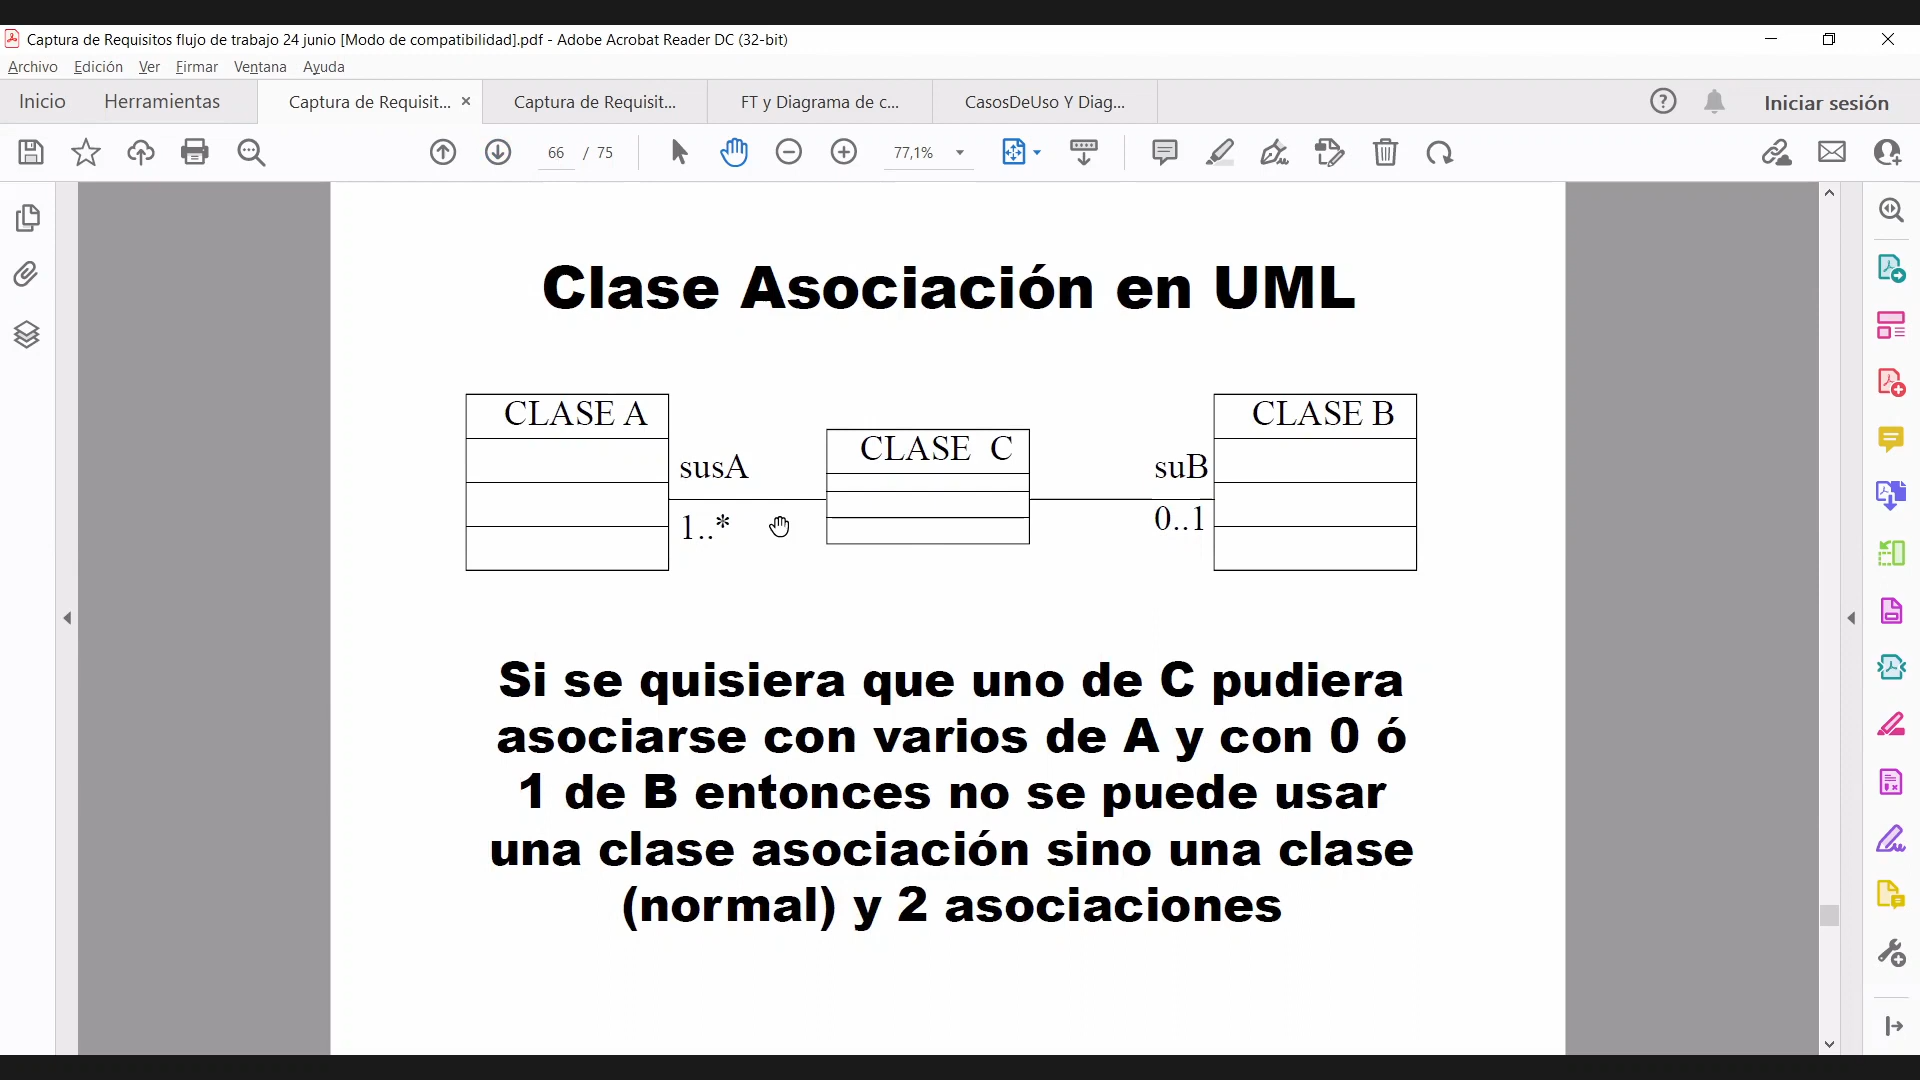 Captura de Requisitos flujo de trabajo 24 junio [Modo de compatibilidad].pdf - Adobe Acrobat Reader DC (32-bit)
Archivo Edición Ver Firmar Ventana Ayuda
Inicio Herramientas Captura de Requisit... × Captura de Requisit... FT y Diagrama de c... CasosDeUso Y Diag... Iniciar sesión
66 / 75 77,1%
Clase Asociación en UML
CLASE A CLASE B
CLASE C
susA suB
1..* 0..1
Si se quisiera que uno de C pudiera
asociarse con varios de A y con 0 ó
1 de B entonces no se puede usar
una clase asociación sino una clase
(normal) y 2 asociaciones